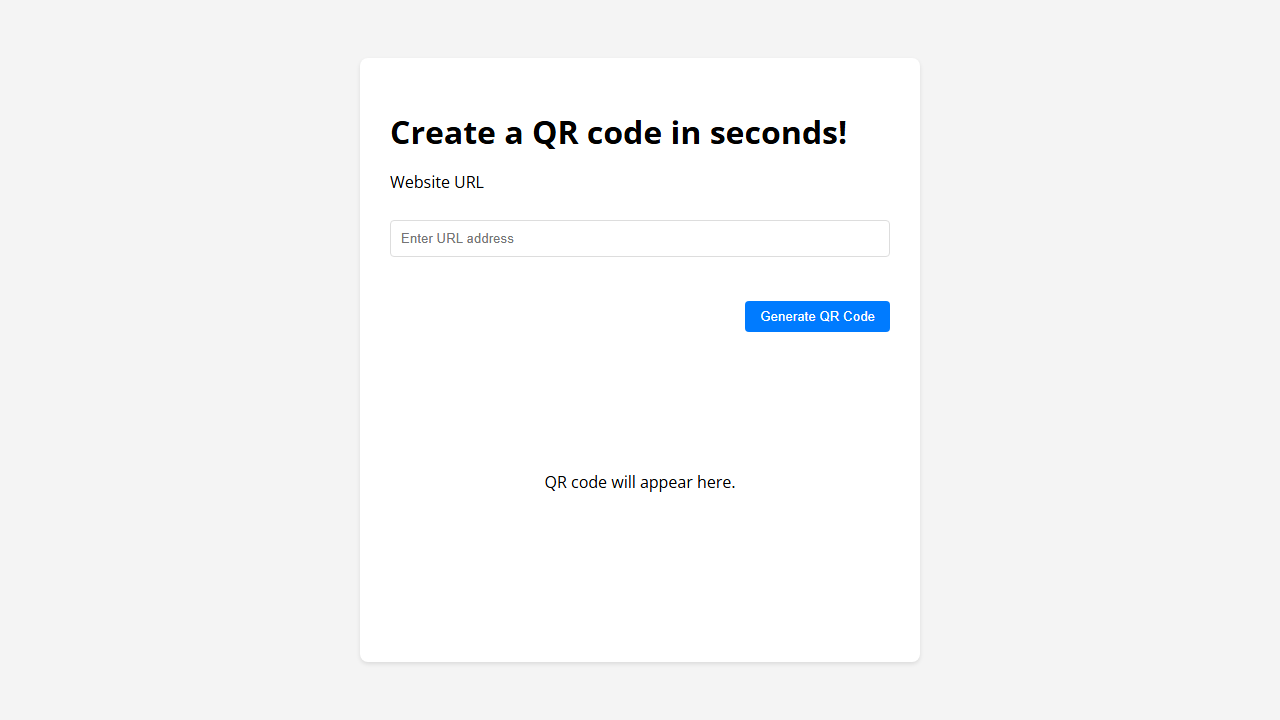 Create a QR code in seconds!
Website URL
Enter URL address
Generate QR Code
QR code will appear here.